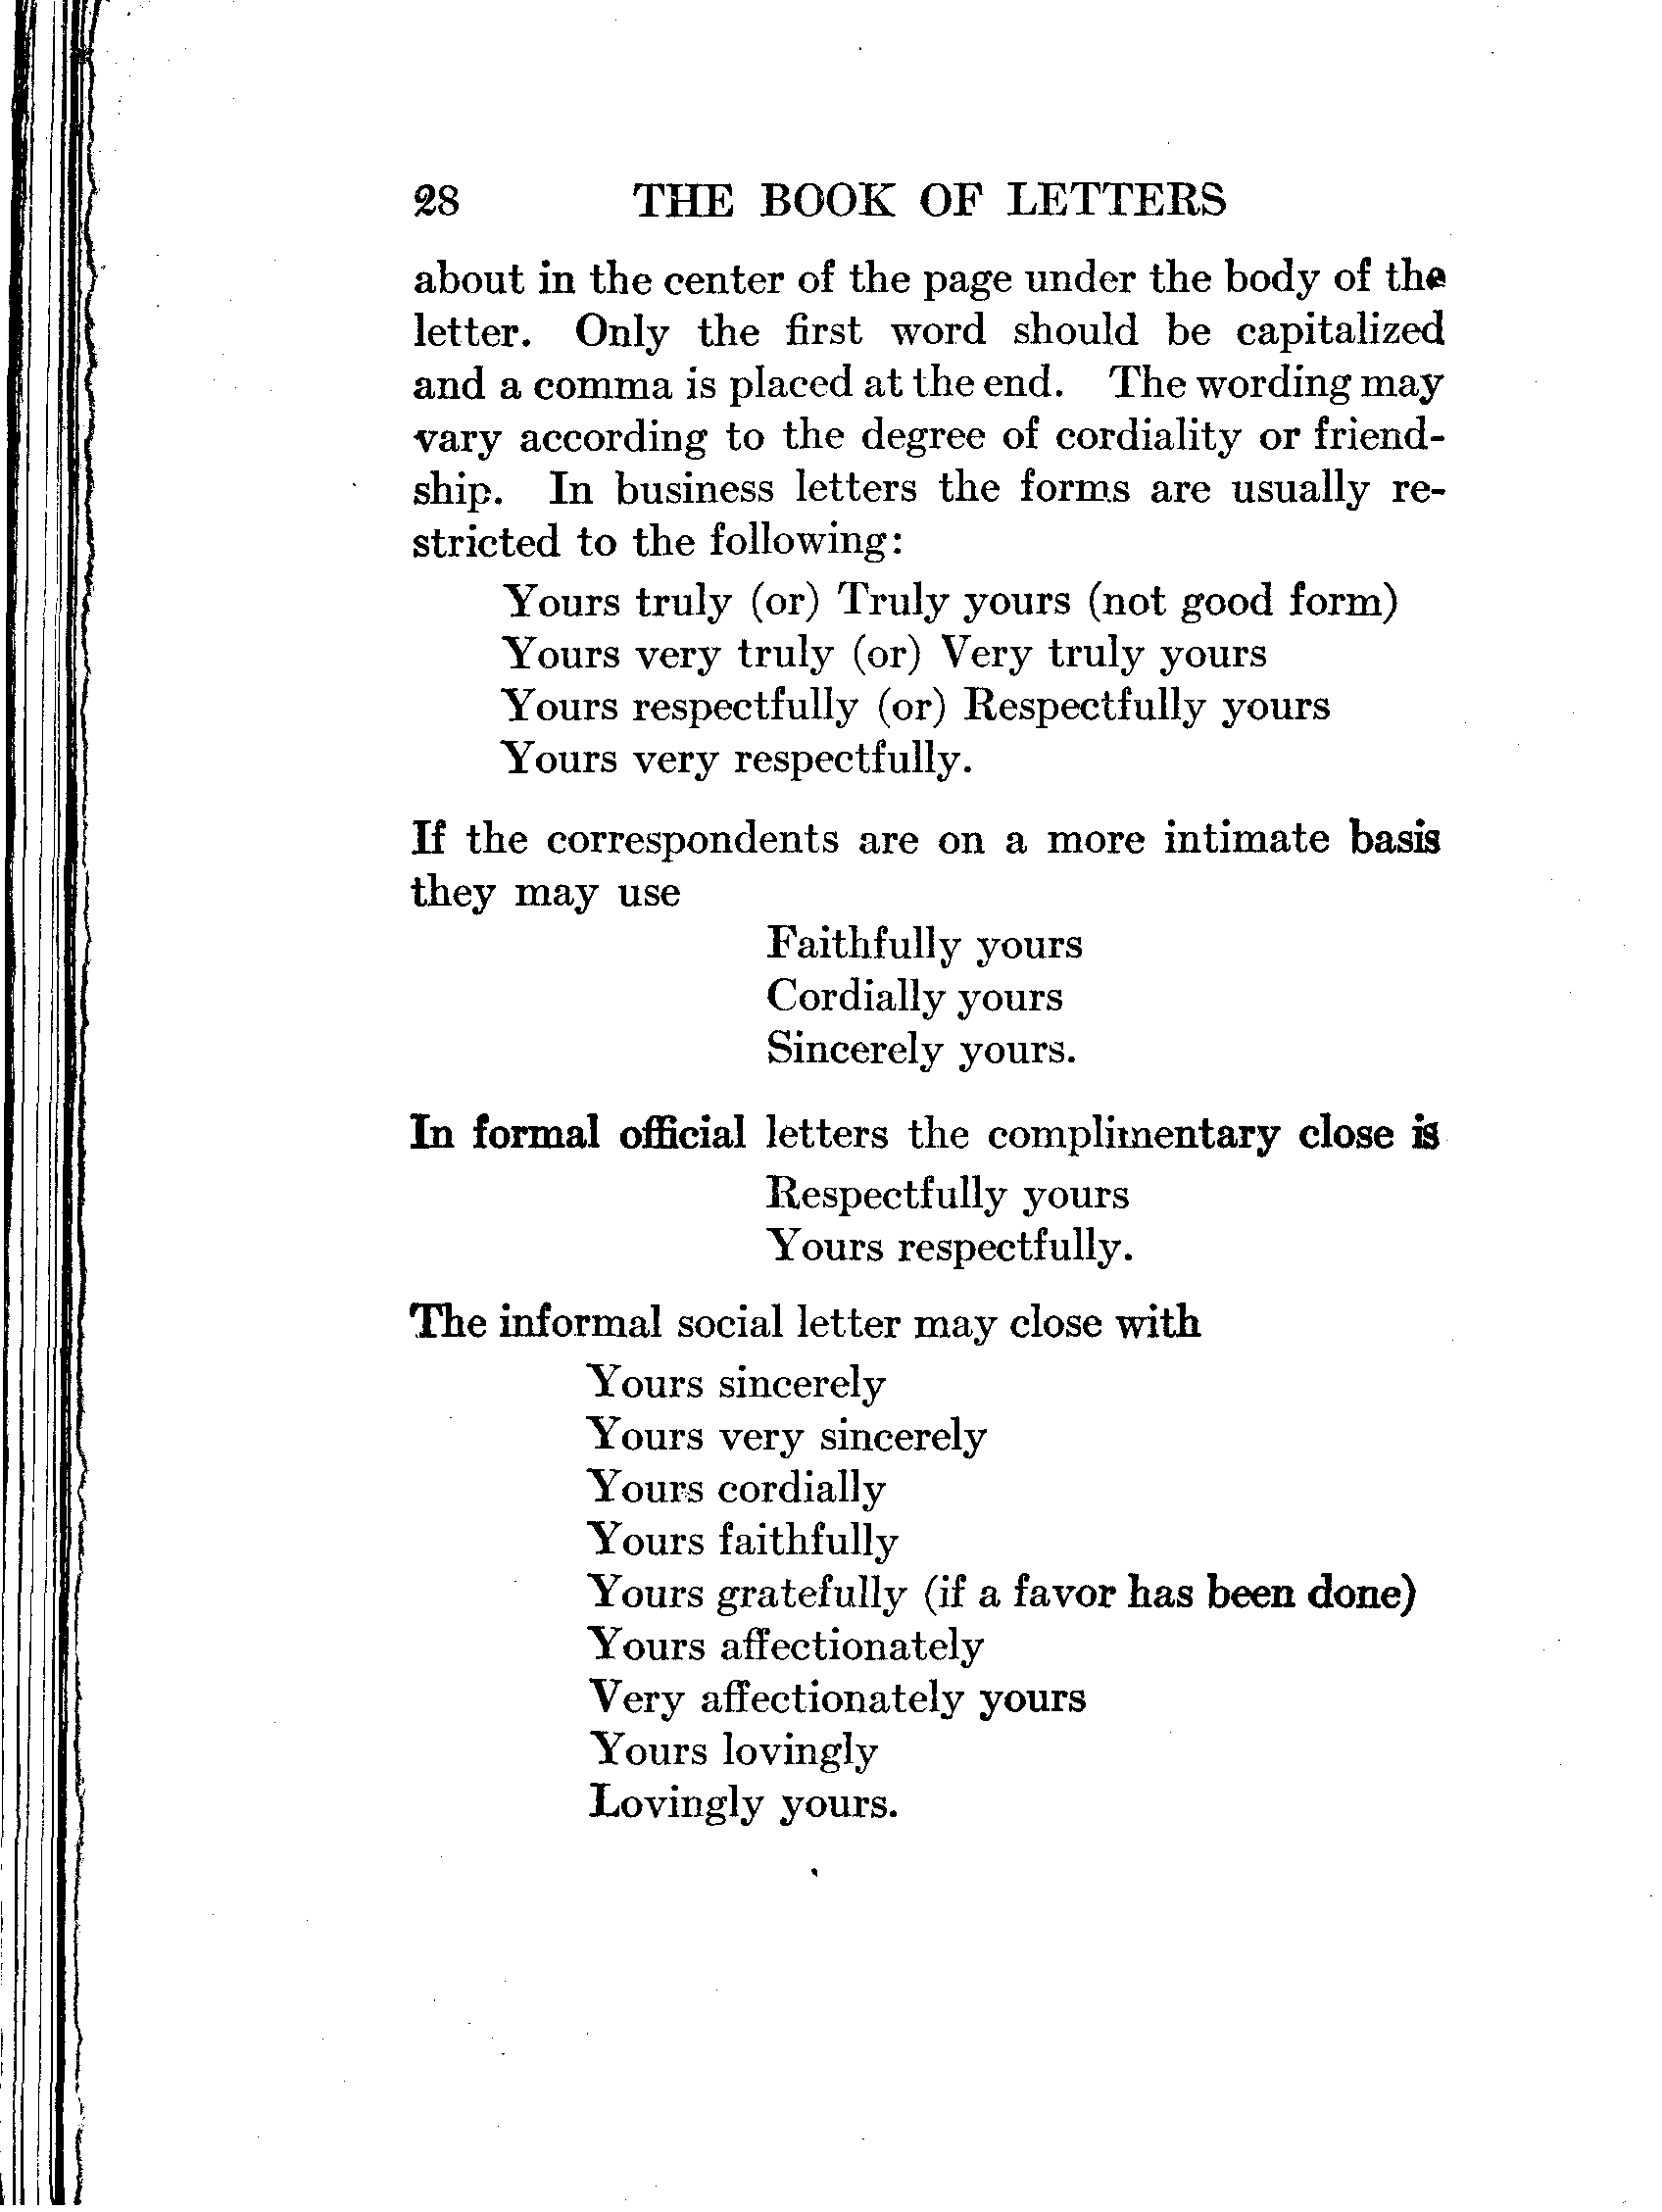 28 THE BOOK OF LETTERS
about in the center of the page under the body of the
letter. Only the first word should be capitalized
and a comma is placed at the end. The wording may
vary according to the degree of cordiality or friend-
ship. In business letters the forms are usually re-
stricted to the following:
Yours truly (or) Truly yours (not good form)
Yours very truly (or) Very truly yours
Yours respectfully (or) Respectfully yours
Yours very respectfully.
If the correspondents are on a more intimate basis
they may use
Faithfully yours
Cordially yours
Sincerely yours.
In formal official letters the complimentary close is
Respectfully yours
Yours respectfully.
The informal social letter may close with
Yours sincerely
Yours very sincerely
Yours cordially
Yours faithfully
Yours gratefully (if a favor has been done)
Yours affectionately
Very affectionately yours
Yours lovingly
Lovingly yours.